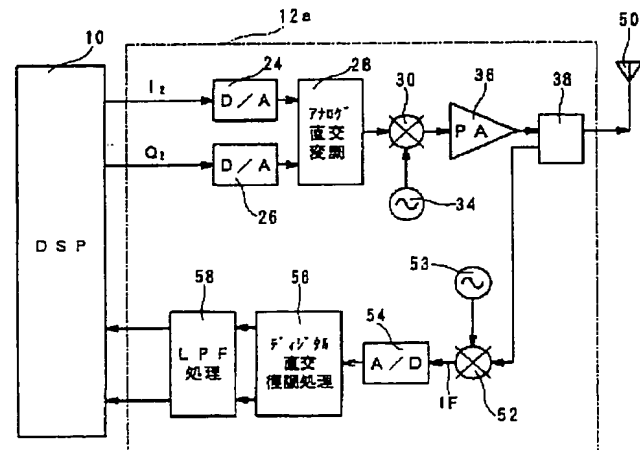 12a
50
10
24
28
I₂
D/A
30
36
38
アナログ
直交
変調
PA
Q₂
D/A
26
34
DSP
53
58
56
54
LPF
処理
ディジタル
直交
復調処理
A/D
IF
52